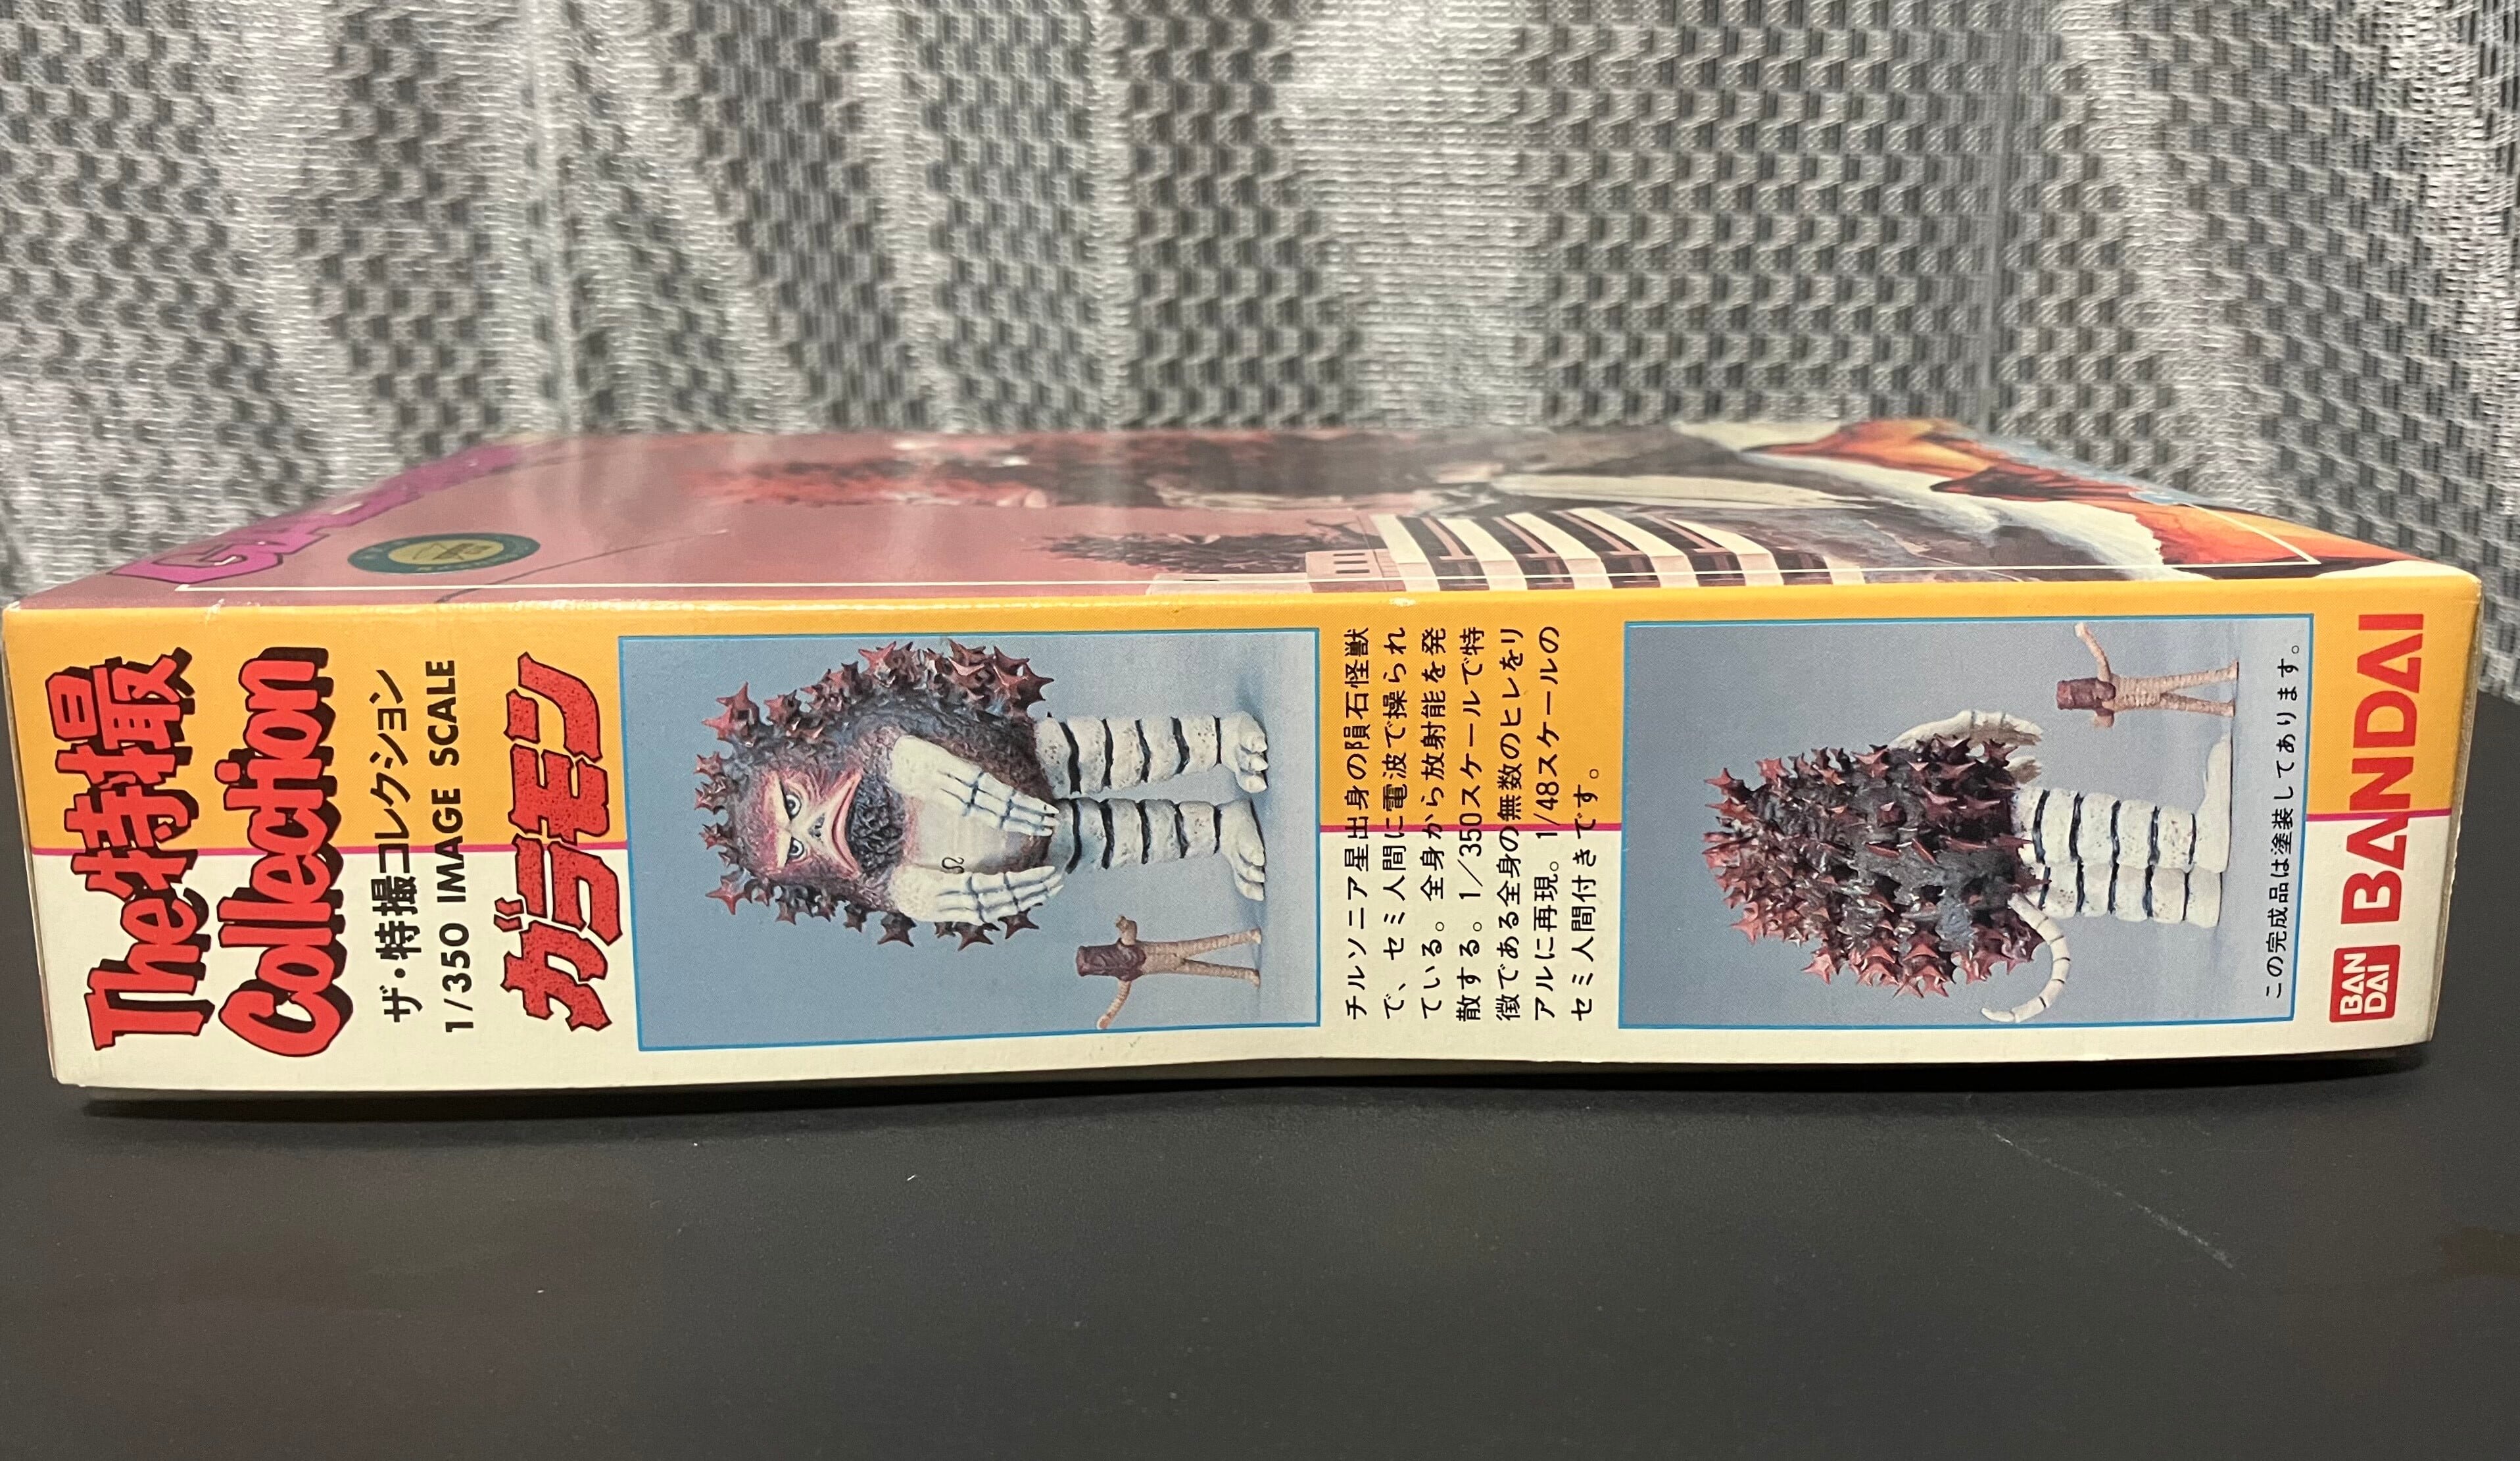 The特撮
Collection
ザ・特撮コレクション
1/350 IMAGE SCALE
ガラモン
チルソニア星出身の隕石怪獣
で、セミ人間に電波で操られ
ている。全身から放射能を発
散する。1/350スケールで特
徴である全身の無数のヒレをリ
アルに再現。1/48スケールの
セミ人間付きです。
この完成品は塗装してあります。
BAN
DAI
BANDAI